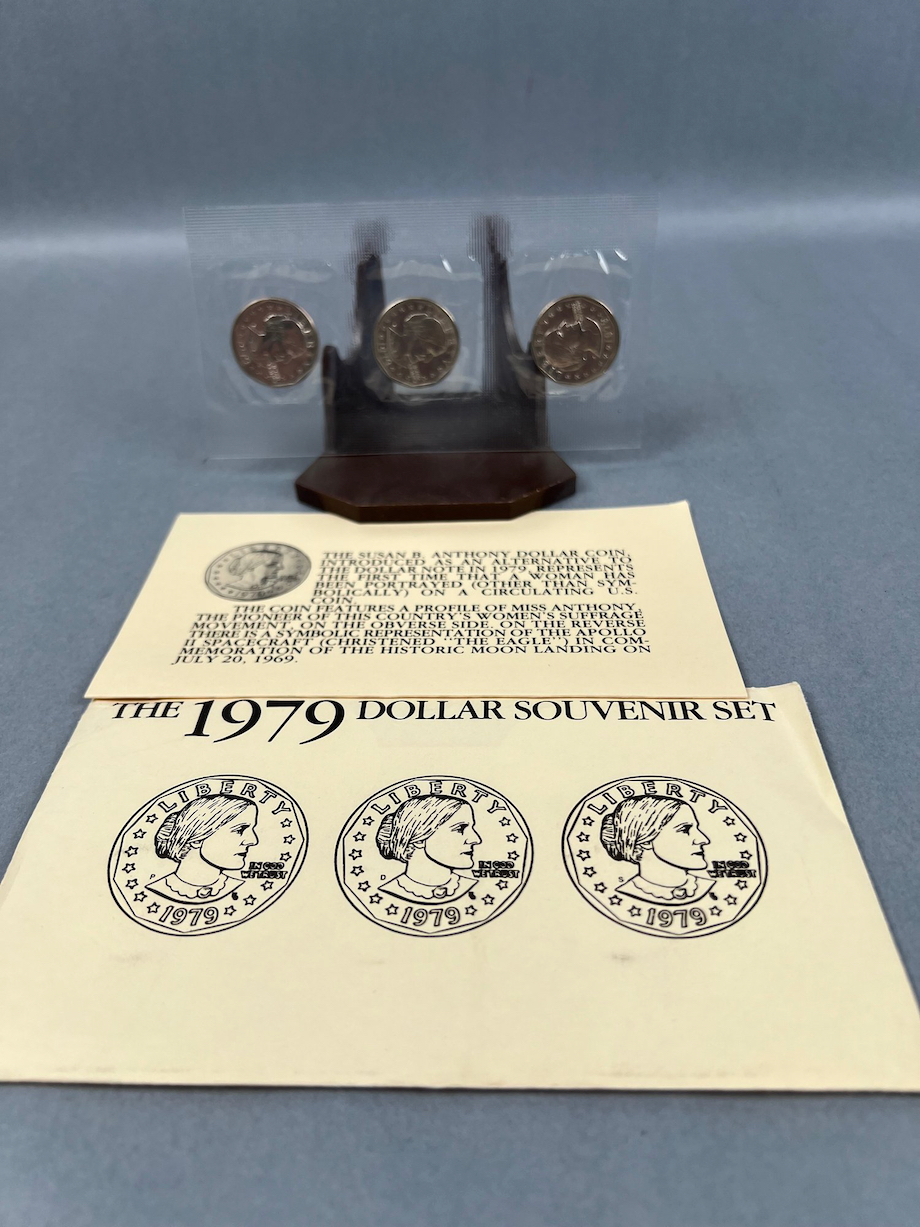 THE SUSAN B. ANTHONY DOLLAR COIN,
INTRODUCED AS AN ALTERNATIVE TO
THE DOLLAR NOTE IN 1979, REPRESENTS
THE FIRST TIME THAT A WOMAN HAS
BEEN PORTRAYED (OTHER THAN SYM-
BOLICALLY) ON A CIRCULATING U.S.
COIN.
THE COIN FEATURES A PROFILE OF MISS ANTHONY,
THE PIONEER OF THIS COUNTRY'S WOMEN'S SUFFRAGE
MOVEMENT, ON THE OBVERSE SIDE. ON THE REVERSE
THERE IS A SYMBOLIC REPRESENTATION OF THE APOLLO
11 SPACECRAFT (CHRISTENED "THE EAGLE") IN COM-
MEMORATION OF THE HISTORIC MOON LANDING ON
JULY 20, 1969.
THE 1979 DOLLAR SOUVENIR SET
LIBERTY
IN GOD
WE TRUST
P
1979
LIBERTY
IN GOD
WE TRUST
D
1979
LIBERTY
IN GOD
WE TRUST
S
1979